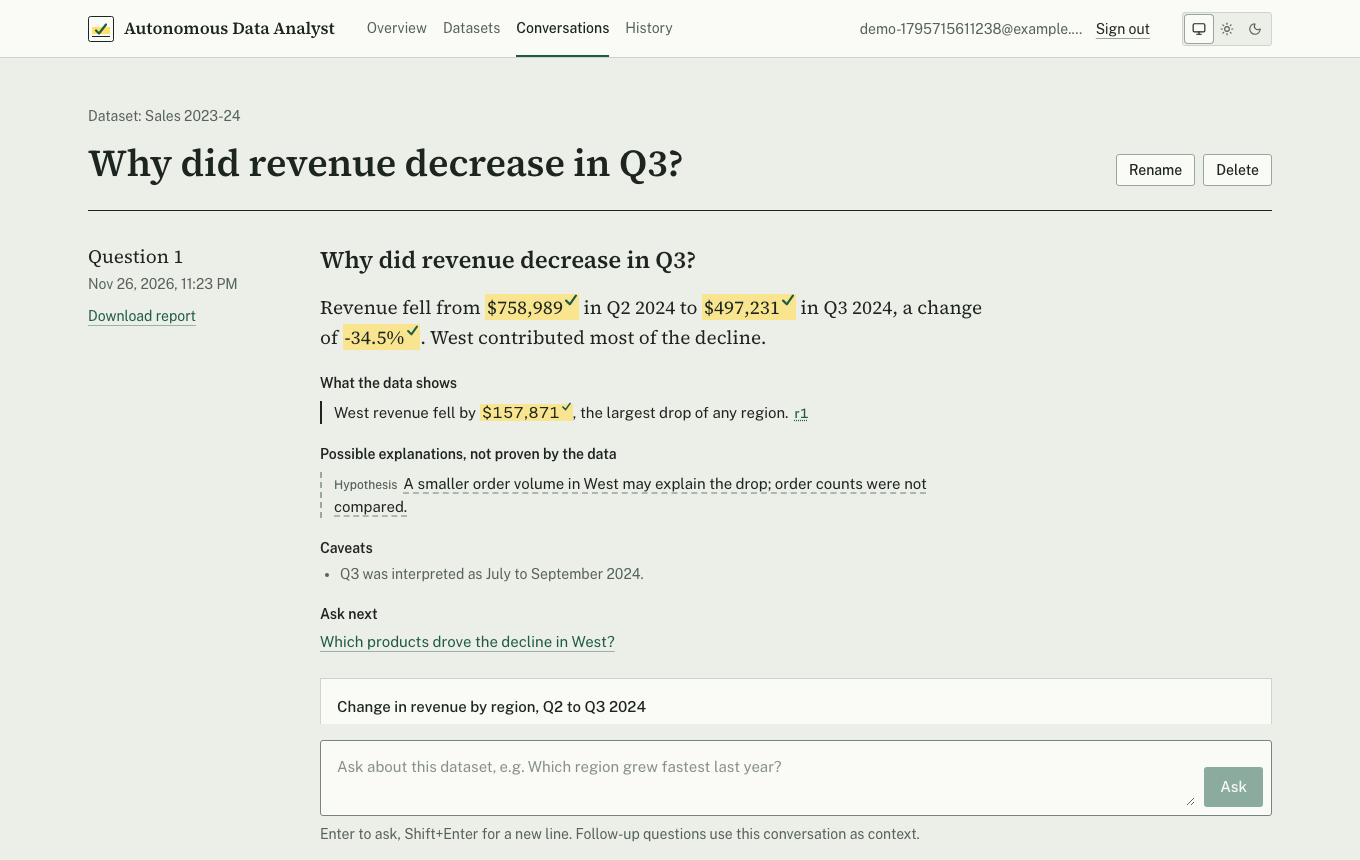 Autonomous Data Analyst
Overview
Datasets
Conversations
History
demo-1795715611238@example....
Sign out
Dataset: Sales 2023-24
Why did revenue decrease in Q3?
Rename
Delete
Question 1
Nov 26, 2026, 11:23 PM
Download report
Why did revenue decrease in Q3?
Revenue fell from $758,989 in Q2 2024 to $497,231 in Q3 2024, a change
of -34.5%. West contributed most of the decline.
What the data shows
West revenue fell by $157,871, the largest drop of any region. r1
Possible explanations, not proven by the data
Hypothesis A smaller order volume in West may explain the drop; order counts were not
compared.
Caveats
• Q3 was interpreted as July to September 2024.
Ask next
Which products drove the decline in West?
Change in revenue by region, Q2 to Q3 2024
Ask about this dataset, e.g. Which region grew fastest last year?
Ask
Enter to ask, Shift+Enter for a new line. Follow-up questions use this conversation as context.